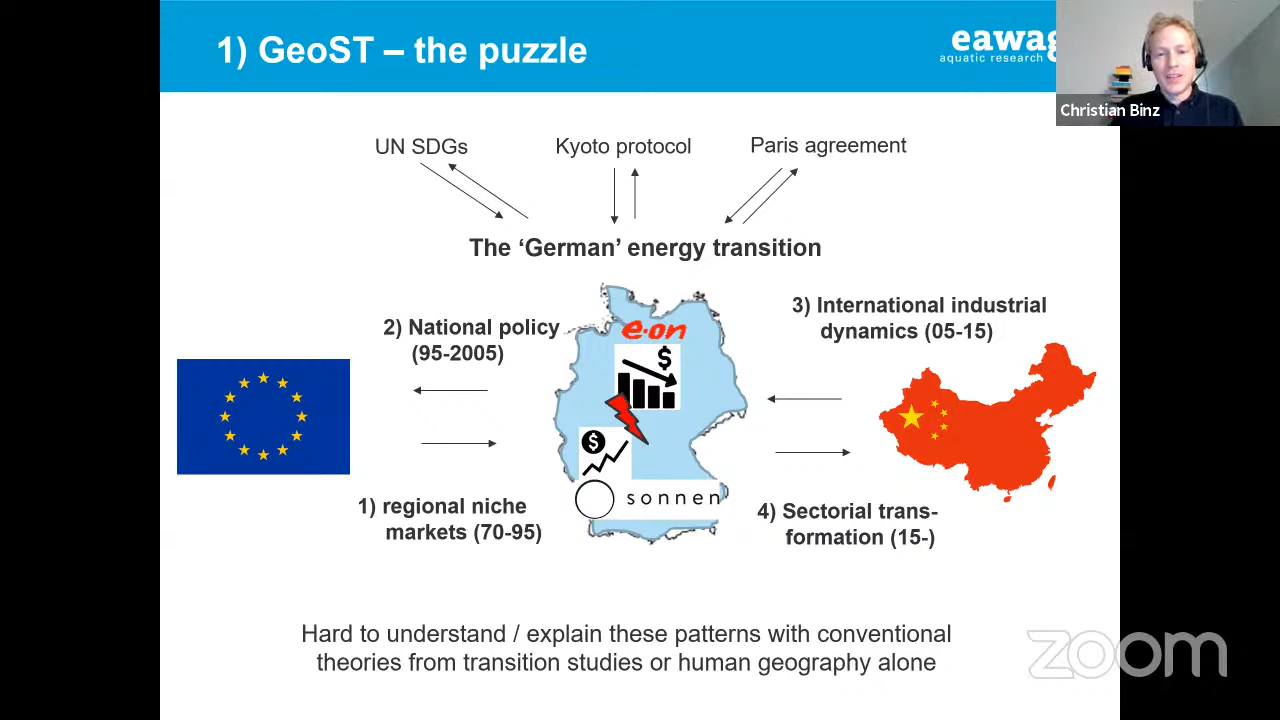 1) GeoST – the puzzle
eawag
aquatic research
Christian Binz
UN SDGs
Kyoto protocol
Paris agreement
The ‘German’ energy transition
2) National policy
(95-2005)
e·on
$
3) International industrial
dynamics (05-15)
$
sonnen
1) regional niche
markets (70-95)
4) Sectorial trans-
formation (15-)
Hard to understand / explain these patterns with conventional
theories from transition studies or human geography alone
zoom